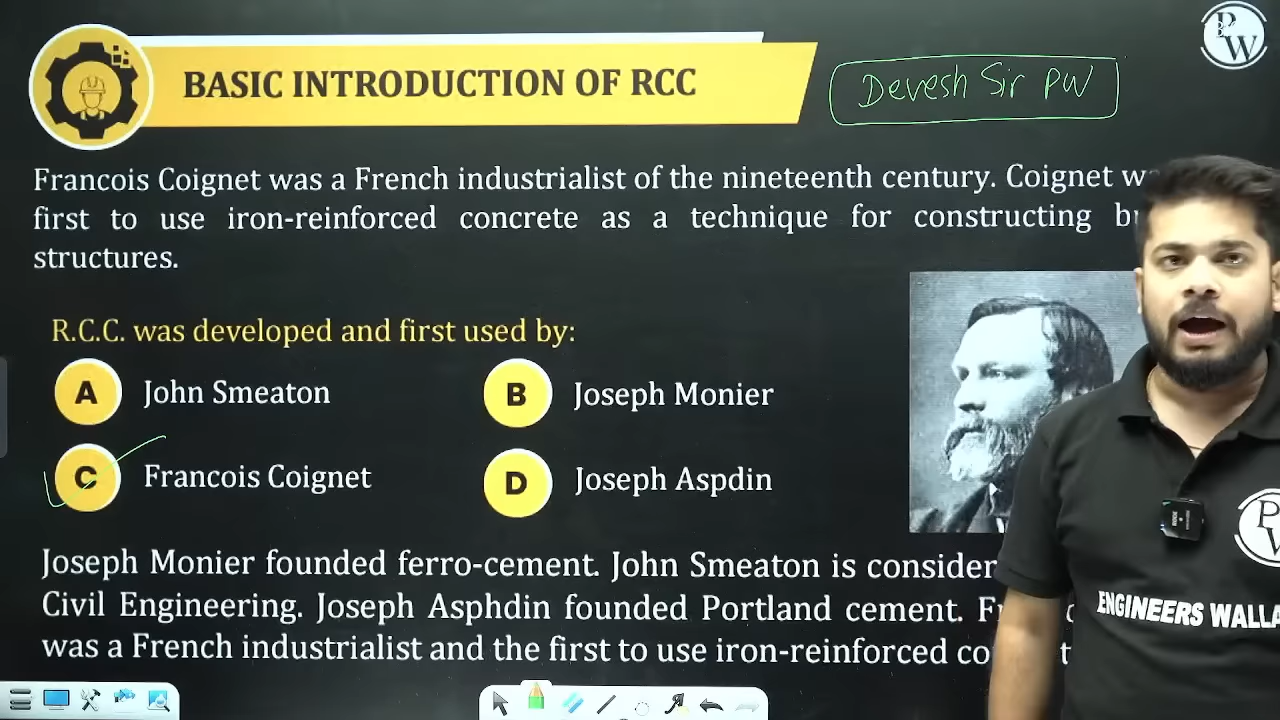 BASIC INTRODUCTION OF RCC
Devesh Sir PW
PW
Francois Coignet was a French industrialist of the nineteenth century. Coignet
first to use iron-reinforced concrete as a technique for constructing
structures.
R.C.C. was developed and first used by:
A John Smeaton
B Joseph Monier
C Francois Coignet
D Joseph Aspdin
Joseph Monier founded ferro-cement. John Smeaton is
Civil Engineering. Joseph Asphdin founded Portland cement.
was a French industrialist and the first to use iron-reinforced
PW
ENGINEERS